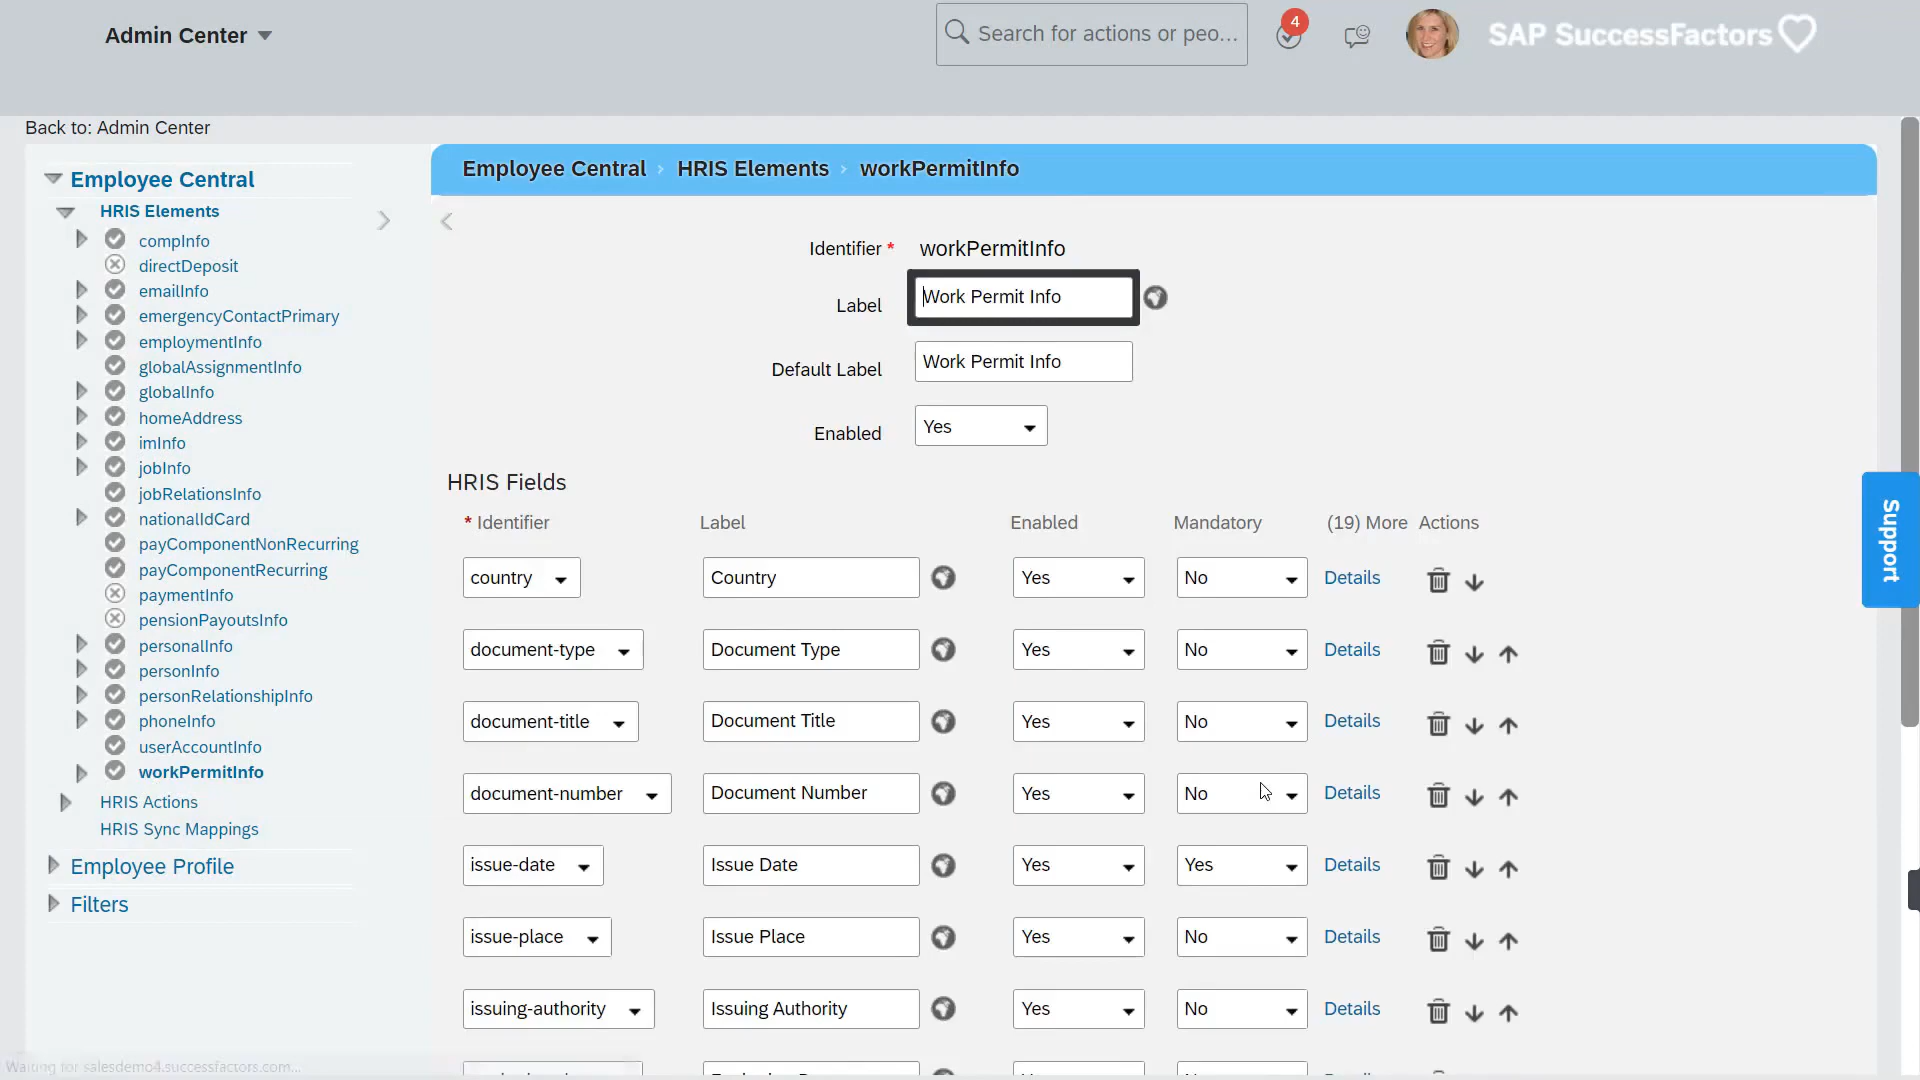 Admin Center
Search for actions or peo...
4
SAP SuccessFactors
Back to: Admin Center
Employee Central
HRIS Elements
compInfo
directDeposit
emailInfo
emergencyContactPrimary
employmentInfo
globalAssignmentInfo
globalInfo
homeAddress
imInfo
jobInfo
jobRelationsInfo
nationalIdCard
payComponentNonRecurring
payComponentRecurring
paymentInfo
pensionPayoutsInfo
personalInfo
personInfo
personRelationshipInfo
phoneInfo
userAccountInfo
workPermitInfo
HRIS Actions
HRIS Sync Mappings
Employee Profile
Filters
Employee Central › HRIS Elements › workPermitInfo
Identifier * workPermitInfo
Label Work Permit Info
Default Label Work Permit Info
Enabled Yes
HRIS Fields
* Identifier Label Enabled Mandatory (19) More Actions
country Country Yes No Details
document-type Document Type Yes No Details
document-title Document Title Yes No Details
document-number Document Number Yes No Details
issue-date Issue Date Yes Yes Details
issue-place Issue Place Yes No Details
issuing-authority Issuing Authority Yes No Details
Support
Waiting for salesdemo4.successfactors.com...